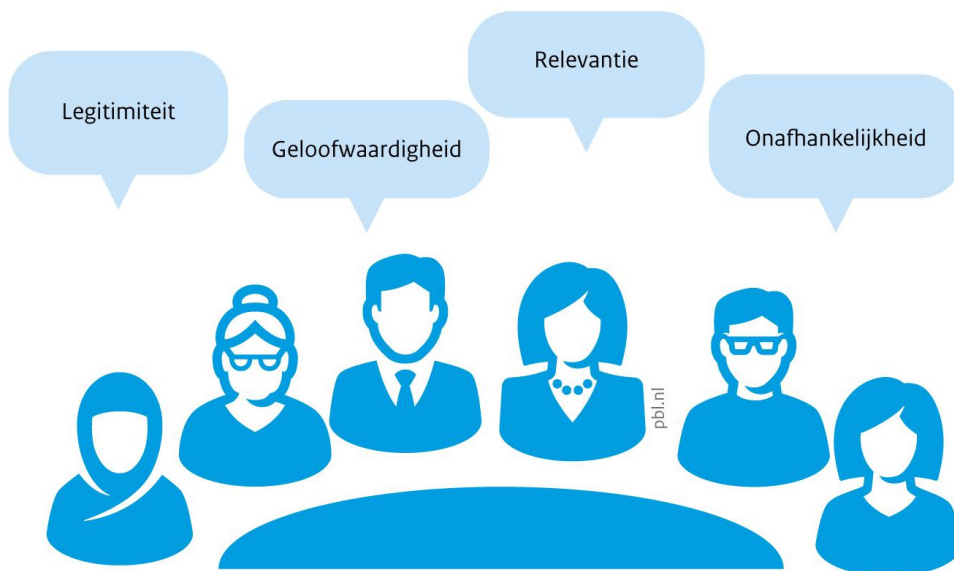 Legitimiteit
Geloofwaardigheid
Relevantie
Onafhankelijkheid
pbl.nl